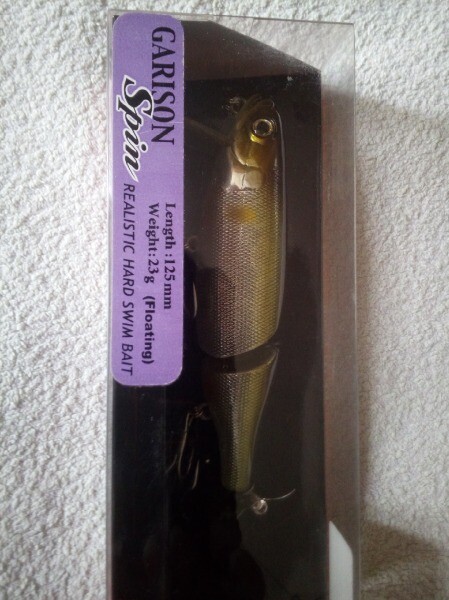 GARISON
Spin
REALISTIC HARD SWIM BAIT
Length :125mm
Weight:23g (Floating)